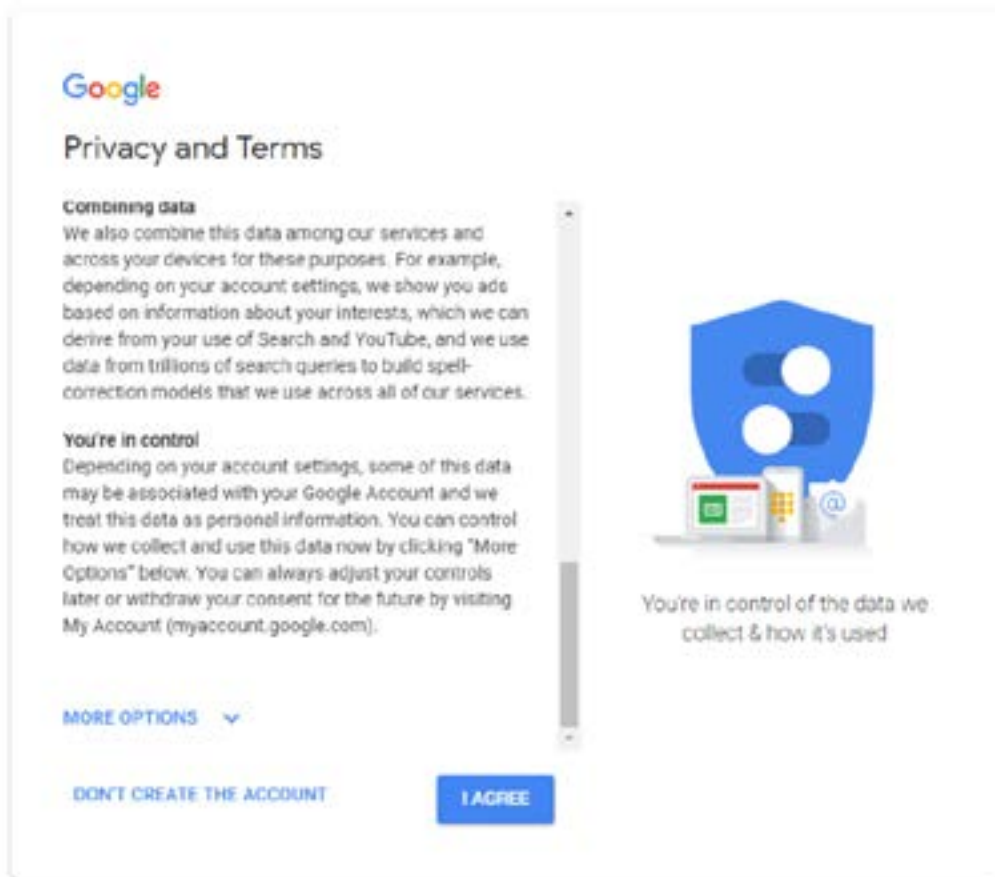 Google
Privacy and Terms
Combining data
We also combine this data among our services and
across your devices for these purposes. For example,
depending on your account settings, we show you ads
based on information about your interests, which we can
derive from your use of Search and YouTube, and we use
data from trillions of search queries to build spell-
correction models that we use across all of our services.
You're in control
Depending on your account settings, some of this data
may be associated with your Google Account and we
treat this data as personal information. You can control
how we collect and use this data now by clicking "More
Options" below. You can always adjust your controls
later or withdraw your consent for the future by visiting
My Account (myaccount.google.com).
MORE OPTIONS
DON'T CREATE THE ACCOUNT
I AGREE
@
You're in control of the data we
collect & how it's used